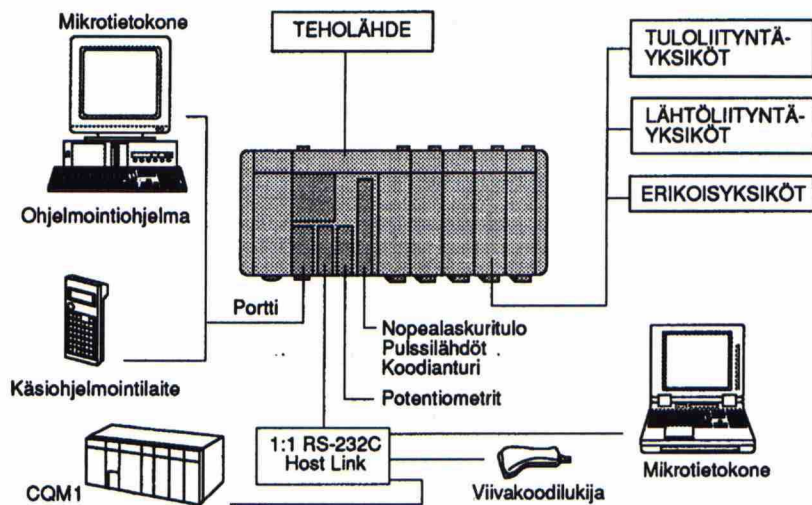 Mikrotietokone
TEHOLÄHDE
TULOLIITYNTÄ-
YKSIKÖT
LÄHTÖLIITYNTÄ-
YKSIKÖT
ERIKOISYKSIKÖT
Ohjelmointiohjelma
Portti
Nopealaskuritulo
Pulssilähdöt
Koodianturi
Potentiometrit
Käsiohjelmointilaite
1:1 RS-232C
Host Link
CQM1
Viivakoodilukija
Mikrotietokone